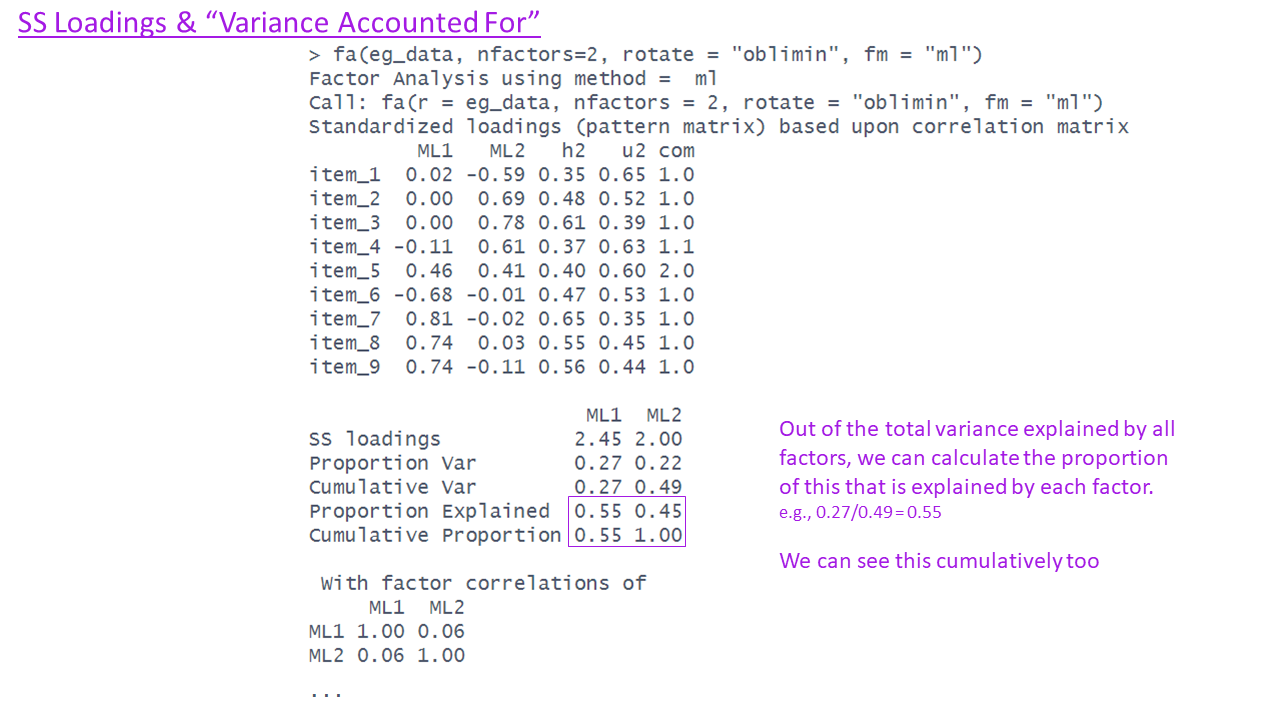 SS Loadings & “Variance Accounted For”
> fa(eg_data, nfactors=2, rotate = "oblimin", fm = "ml")
Factor Analysis using method =  ml
Call: fa(r = eg_data, nfactors = 2, rotate = "oblimin", fm = "ml")
Standardized loadings (pattern matrix) based upon correlation matrix
         ML1   ML2   h2   u2 com
item_1  0.02 -0.59 0.35 0.65 1.0
item_2  0.00  0.69 0.48 0.52 1.0
item_3  0.00  0.78 0.61 0.39 1.0
item_4 -0.11  0.61 0.37 0.63 1.1
item_5  0.46  0.41 0.40 0.60 2.0
item_6 -0.68 -0.01 0.47 0.53 1.0
item_7  0.81 -0.02 0.65 0.35 1.0
item_8  0.74  0.03 0.55 0.45 1.0
item_9  0.74 -0.11 0.56 0.44 1.0
                       ML1  ML2
SS loadings           2.45 2.00
Proportion Var        0.27 0.22
Cumulative Var        0.27 0.49
Proportion Explained  0.55 0.45
Cumulative Proportion 0.55 1.00
Out of the total variance explained by all
factors, we can calculate the proportion
of this that is explained by each factor.
e.g., 0.27/0.49=0.55
We can see this cumulatively too
 With factor correlations of
     ML1  ML2
ML1 1.00 0.06
ML2 0.06 1.00
...